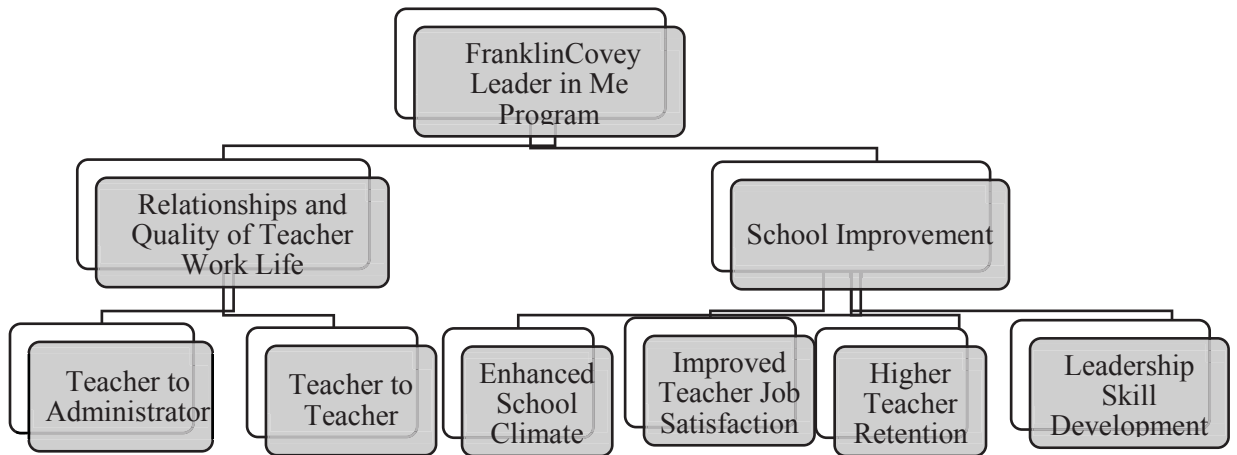 FranklinCovey
Leader in Me
Program
Relationships and
Quality of Teacher
Work Life
School Improvement
Teacher to
Administrator
Teacher to
Teacher
Enhanced
School
Climate
Improved
Teacher Job
Satisfaction
Higher
Teacher
Retention
Leadership
Skill
Development